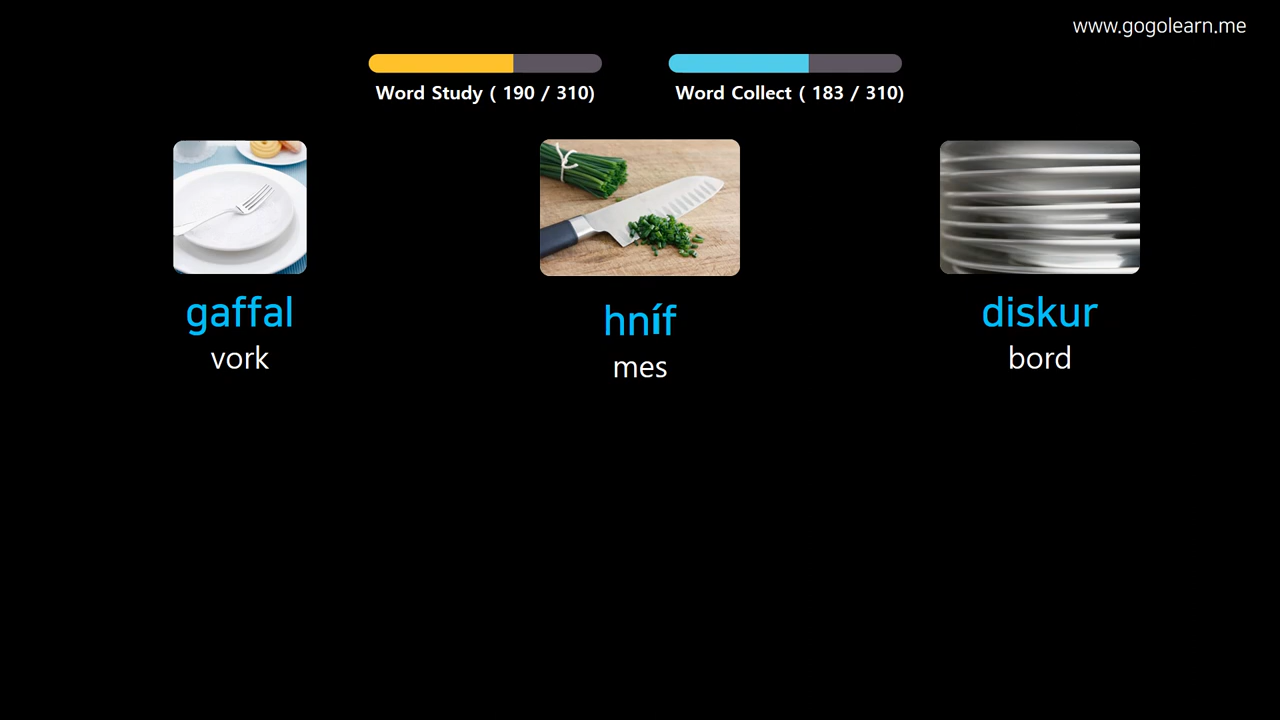 www.gogolearn.me
Word Study ( 190 / 310)
Word Collect ( 183 / 310)
gaffal
vork
hníf
mes
diskur
bord